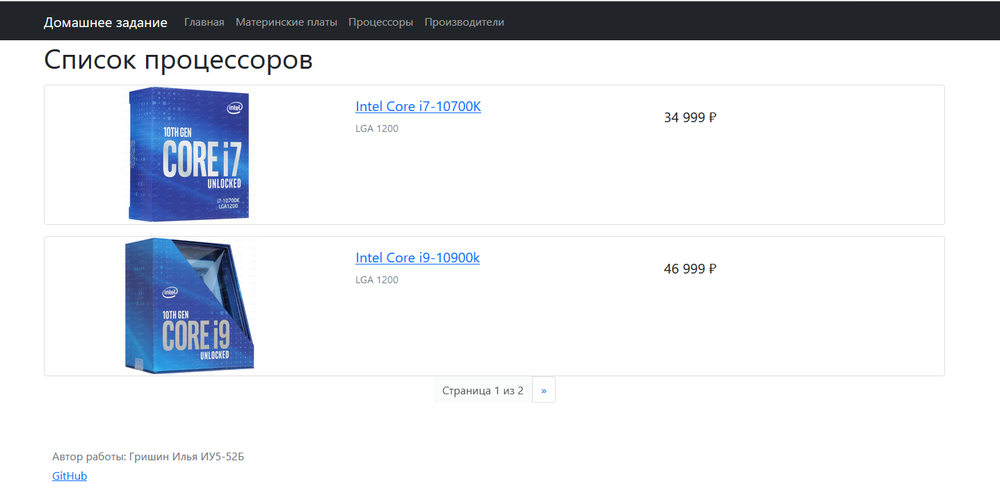 Домашнее задание Главная Материнские платы Процессоры Производители
Список процессоров
intel
10TH GEN
CORE i7
UNLOCKED
i7-10700K
LGA1200
Intel Core i7-10700K
LGA 1200
34 999 ₽
intel
10TH GEN
CORE i9
UNLOCKED
Intel Core i9-10900k
LGA 1200
46 999 ₽
Страница 1 из 2 »
Автор работы: Гришин Илья ИУ5-52Б
GitHub